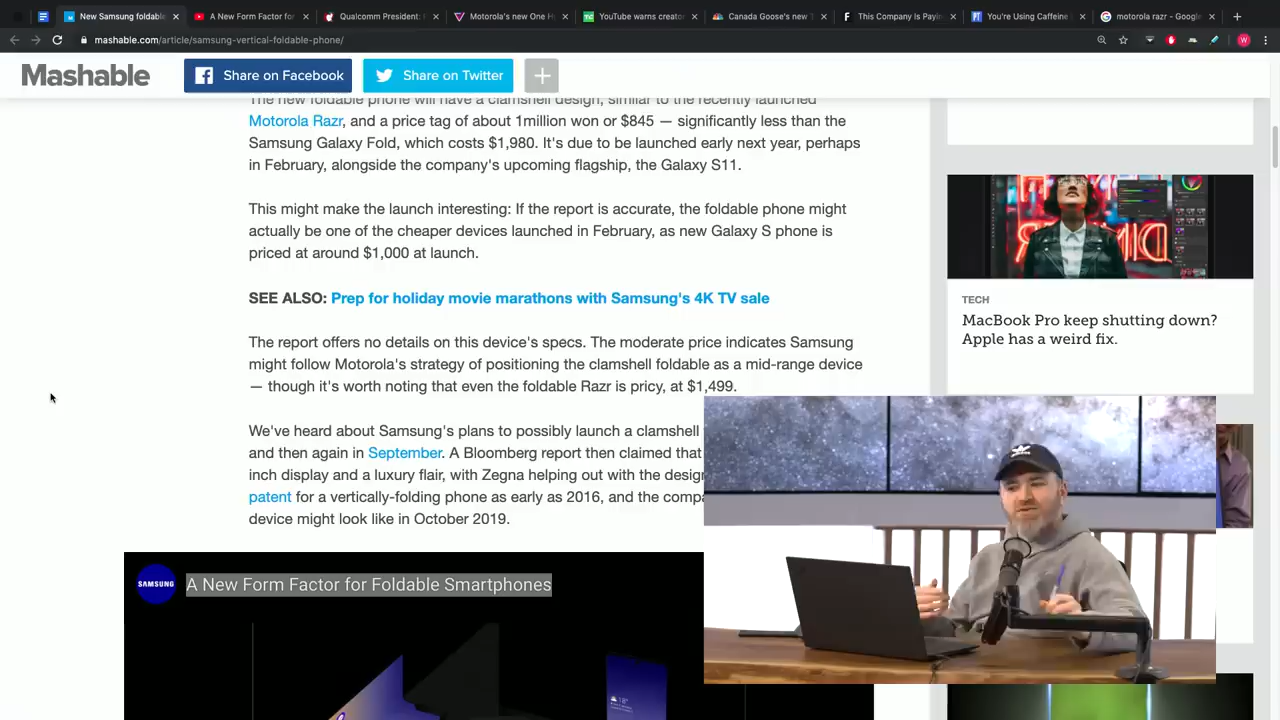 New Samsung foldable
A New Form Factor for
Qualcomm President:
Motorola's new One H
YouTube warns creator
Canada Goose's new
This Company Is Payin
You're Using Caffeine
motorola razr - Google
mashable.com/article/samsung-vertical-foldable-phone/
W
Mashable
Share on Facebook
Share on Twitter
The new foldable phone will have a clamshell design, similar to the recently launched
Motorola Razr, and a price tag of about 1million won or $845 — significantly less than the
Samsung Galaxy Fold, which costs $1,980. It's due to be launched early next year, perhaps
in February, alongside the company's upcoming flagship, the Galaxy S11.
This might make the launch interesting: If the report is accurate, the foldable phone might
actually be one of the cheaper devices launched in February, as new Galaxy S phone is
priced at around $1,000 at launch.
SEE ALSO: Prep for holiday movie marathons with Samsung's 4K TV sale
The report offers no details on this device's specs. The moderate price indicates Samsung
might follow Motorola's strategy of positioning the clamshell foldable as a mid-range device
— though it's worth noting that even the foldable Razr is pricy, at $1,499.
We've heard about Samsung's plans to possibly launch a clamshell
and then again in September. A Bloomberg report then claimed that
inch display and a luxury flair, with Zegna helping out with the design
patent for a vertically-folding phone as early as 2016, and the compa
device might look like in October 2019.
SAMSUNG
A New Form Factor for Foldable Smartphones
18°
TECH
MacBook Pro keep shutting down?
Apple has a weird fix.